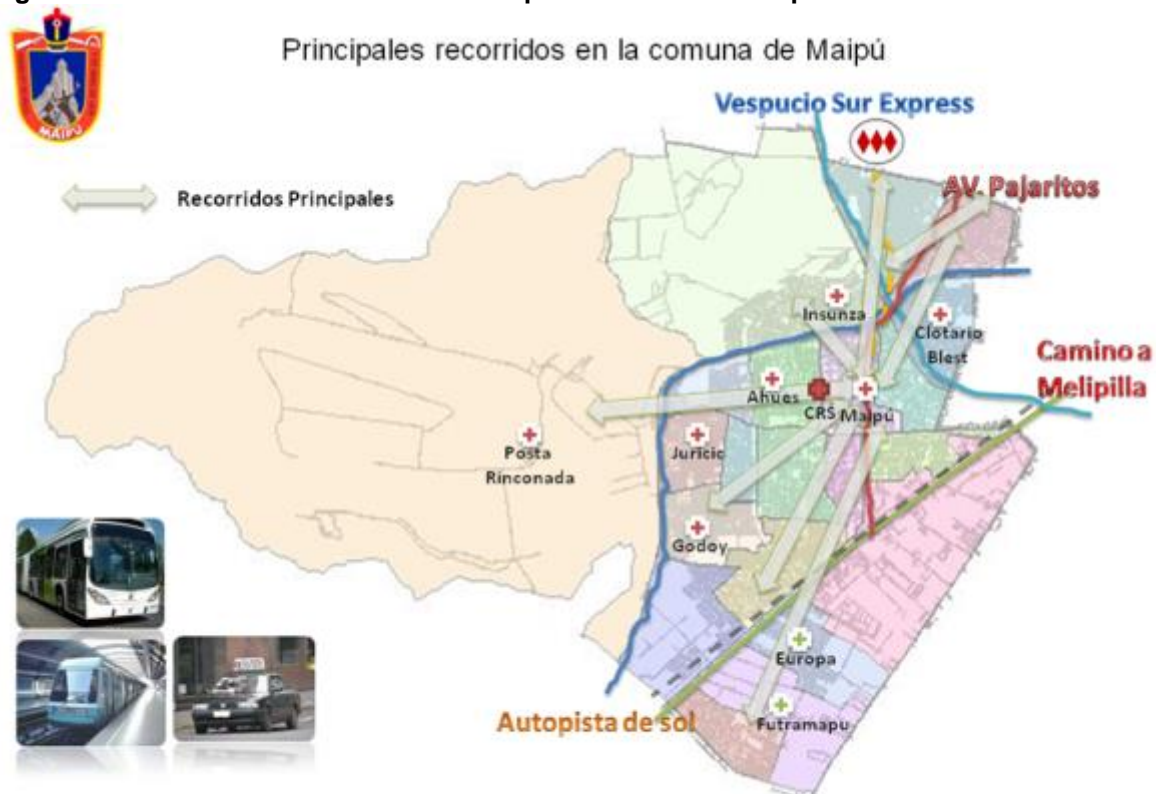 MAIPÚ
Principales recorridos en la comuna de Maipú
Vespucio Sur Express
AV. Pajaritos
Recorridos Principales
Insunza
Clotario
Blest
Camino a
Melipilla
Ahues
CRS
Maipú
Posta
Rinconada
Juricic
Godoy
Europa
Futramapu
Autopista de sol